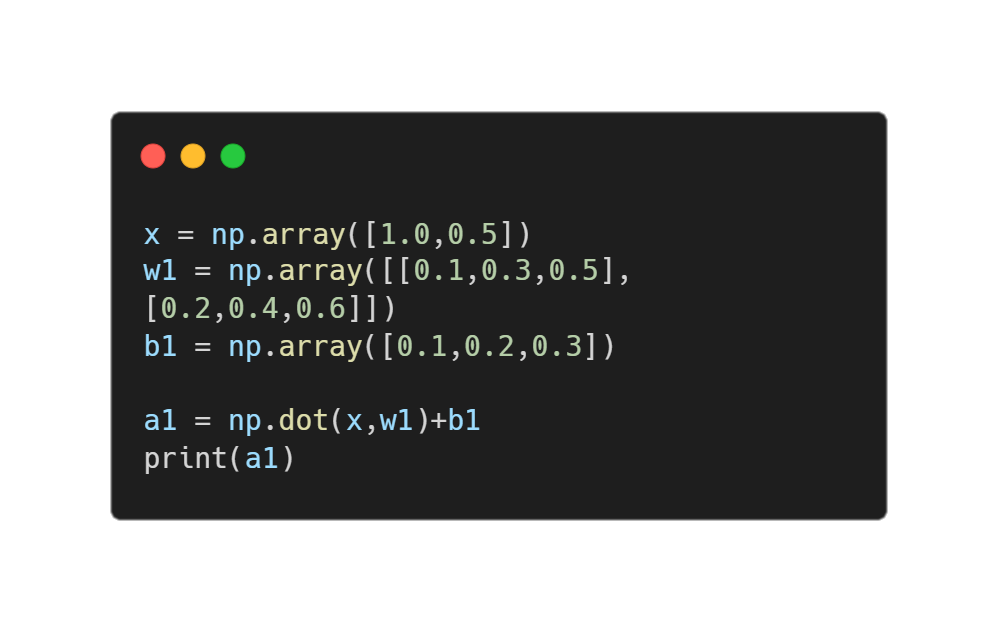 x = np.array([1.0,0.5])
w1 = np.array([[0.1,0.3,0.5],
[0.2,0.4,0.6]])
b1 = np.array([0.1,0.2,0.3])
a1 = np.dot(x,w1)+b1
print(a1)